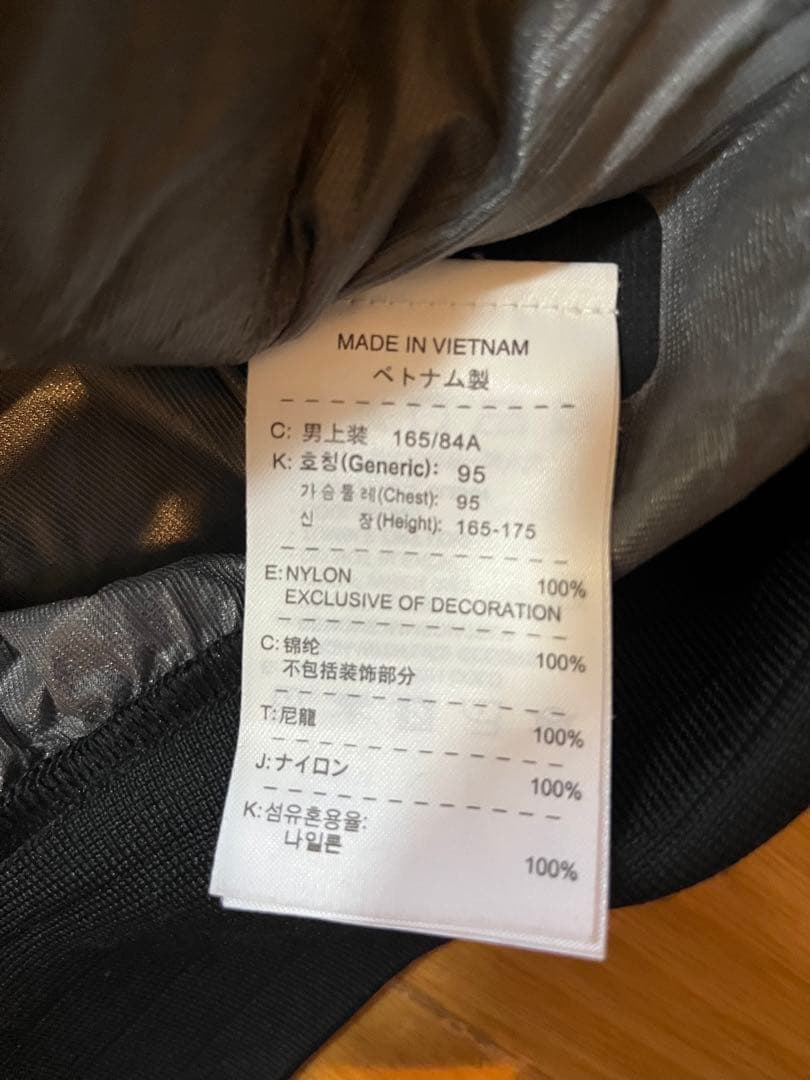 MADE IN VIETNAM
ベトナム製
C: 男上装 165/84A
K: 호칭(Generic): 95
가슴둘레(Chest): 95
신 장(Height): 165-175
E: NYLON 100%
EXCLUSIVE OF DECORATION
C: 锦纶 100%
不包括装饰部分
T: 尼龍 100%
J: ナイロン 100%
K: 섬유혼용율:
나일론 100%